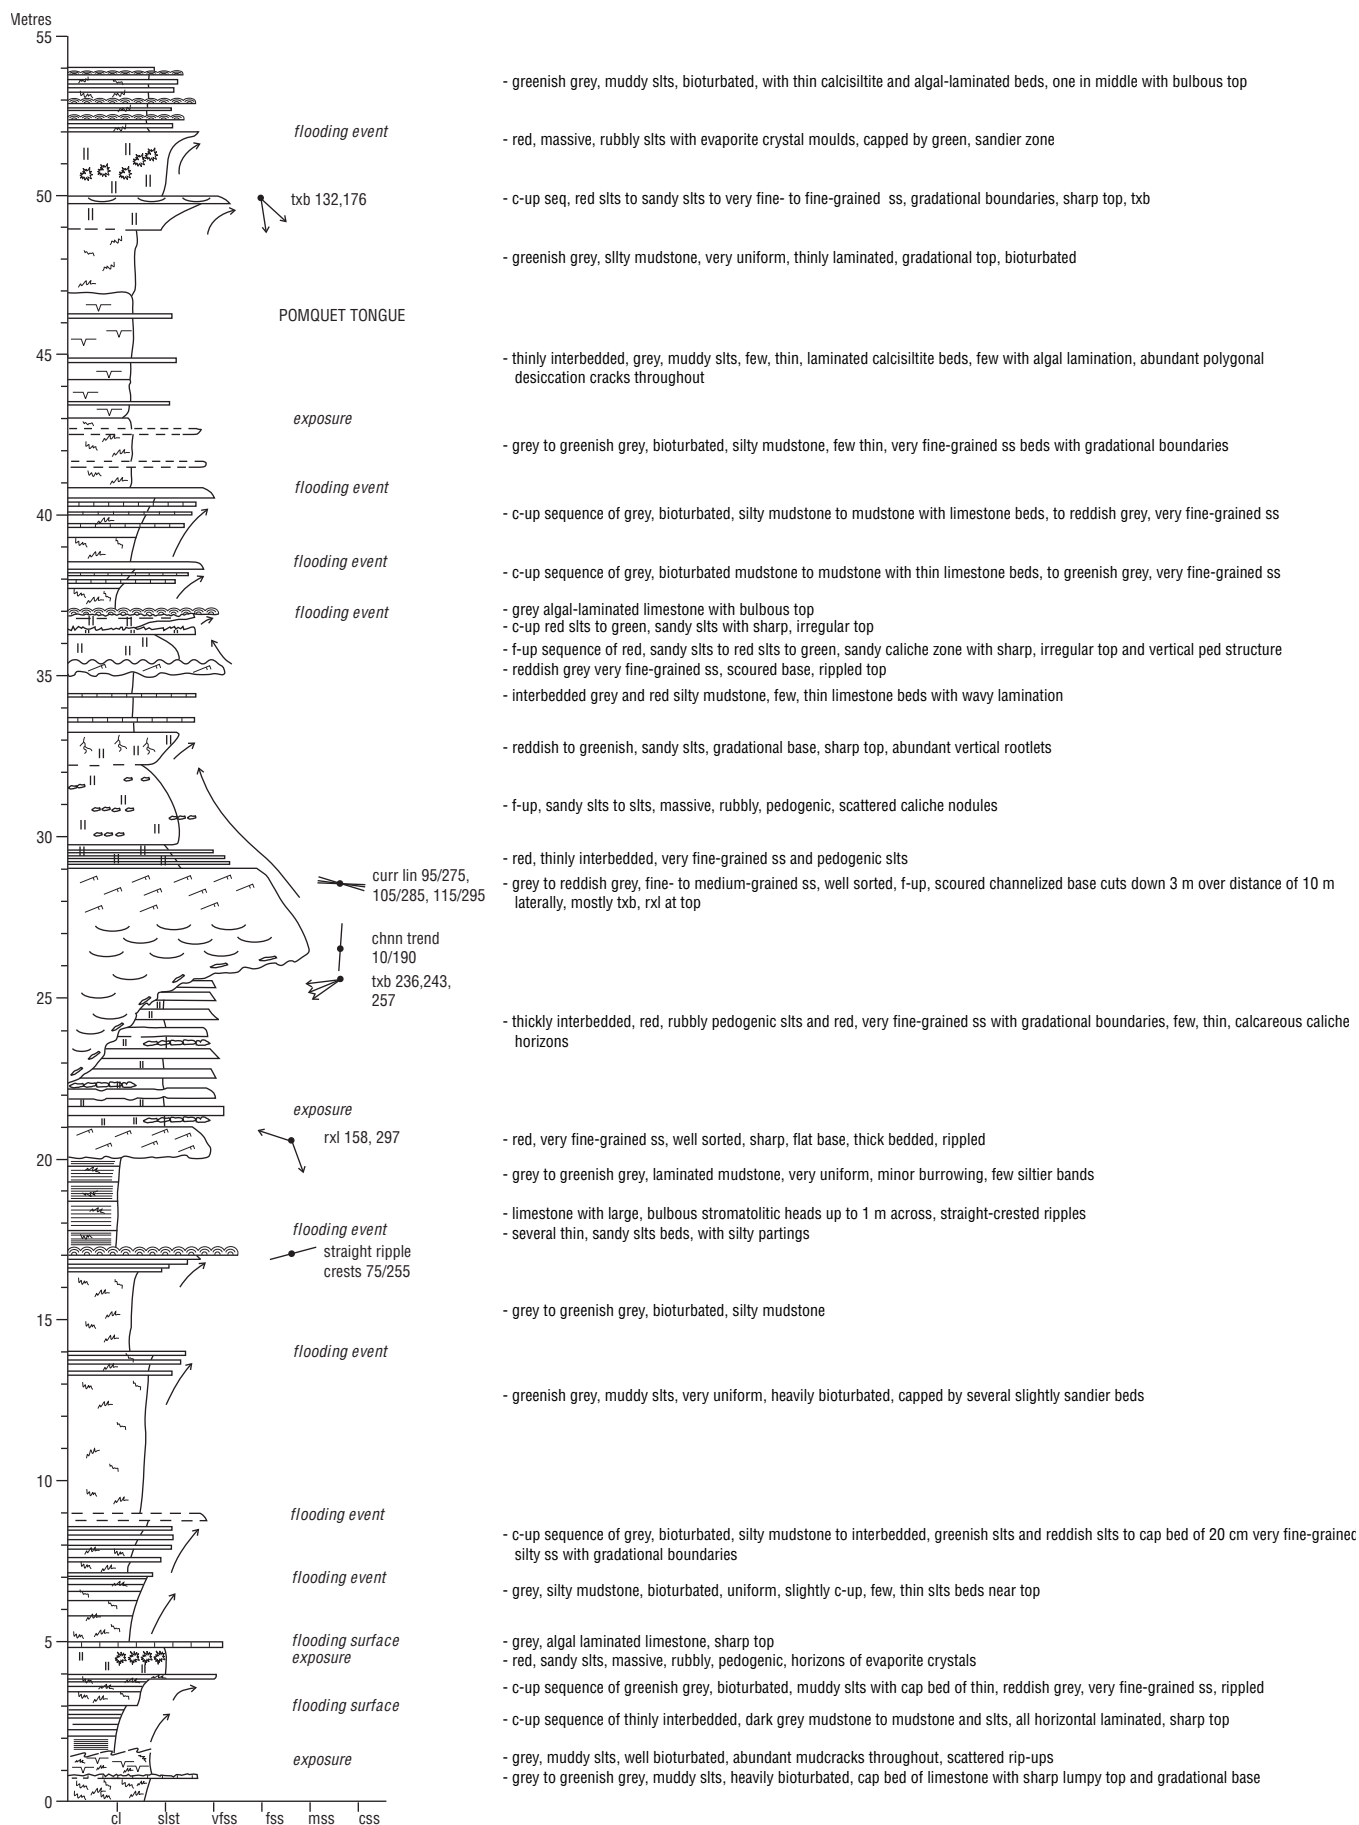 Metres
55
- greenish grey, muddy slts, bioturbated, with thin calcisiltite and algal-laminated beds, one in middle with bulbous top
flooding event
- red, massive, rubbly slts with evaporite crystal moulds, capped by green, sandier zone
50
txb 132,176
- c-up seq, red slts to sandy slts to very fine- to fine-grained ss, gradational boundaries, sharp top, txb
- greenish grey, sllty mudstone, very uniform, thinly laminated, gradational top, bioturbated
POMQUET TONGUE
45
- thinly interbedded, grey, muddy slts, few, thin, laminated calcisiltite beds, few with algal lamination, abundant polygonal
desiccation cracks throughout
exposure
- grey to greenish grey, bioturbated, silty mudstone, few thin, very fine-grained ss beds with gradational boundaries
flooding event
40
- c-up sequence of grey, bioturbated, silty mudstone to mudstone with limestone beds, to reddish grey, very fine-grained ss
flooding event
- c-up sequence of grey, bioturbated mudstone to mudstone with thin limestone beds, to greenish grey, very fine-grained ss
flooding event
- grey algal-laminated limestone with bulbous top
- c-up red slts to green, sandy slts with sharp, irregular top
- f-up sequence of red, sandy slts to red slts to green, sandy caliche zone with sharp, irregular top and vertical ped structure
- reddish grey very fine-grained ss, scoured base, rippled top
35
- interbedded grey and red silty mudstone, few, thin limestone beds with wavy lamination
- reddish to greenish, sandy slts, gradational base, sharp top, abundant vertical rootlets
- f-up, sandy slts to slts, massive, rubbly, pedogenic, scattered caliche nodules
30
- red, thinly interbedded, very fine-grained ss and pedogenic slts
curr lin 95/275,
105/285, 115/295
- grey to reddish grey, fine- to medium-grained ss, well sorted, f-up, scoured channelized base cuts down 3 m over distance of 10 m
laterally, mostly txb, rxl at top
chnn trend
10/190
txb 236,243,
257
25
- thickly interbedded, red, rubbly pedogenic slts and red, very fine-grained ss with gradational boundaries, few, thin, calcareous caliche
horizons
exposure
rxl 158, 297
- red, very fine-grained ss, well sorted, sharp, flat base, thick bedded, rippled
20
- grey to greenish grey, laminated mudstone, very uniform, minor burrowing, few siltier bands
- limestone with large, bulbous stromatolitic heads up to 1 m across, straight-crested ripples
flooding event
- several thin, sandy slts beds, with silty partings
straight ripple
crests 75/255
15
- grey to greenish grey, bioturbated, silty mudstone
flooding event
- greenish grey, muddy slts, very uniform, heavily bioturbated, capped by several slightly sandier beds
10
flooding event
- c-up sequence of grey, bioturbated, silty mudstone to interbedded, greenish slts and reddish slts to cap bed of 20 cm very fine-grained
silty ss with gradational boundaries
flooding event
- grey, silty mudstone, bioturbated, uniform, slightly c-up, few, thin slts beds near top
5
flooding surface
- grey, algal laminated limestone, sharp top
exposure
- red, sandy slts, massive, rubbly, pedogenic, horizons of evaporite crystals
- c-up sequence of greenish grey, bioturbated, muddy slts with cap bed of thin, reddish grey, very fine-grained ss, rippled
flooding surface
- c-up sequence of thinly interbedded, dark grey mudstone to mudstone and slts, all horizontal laminated, sharp top
exposure
- grey, muddy slts, well bioturbated, abundant mudcracks throughout, scattered rip-ups
- grey to greenish grey, muddy slts, heavily bioturbated, cap bed of limestone with sharp lumpy top and gradational base
0
cl slst vfss fss mss css